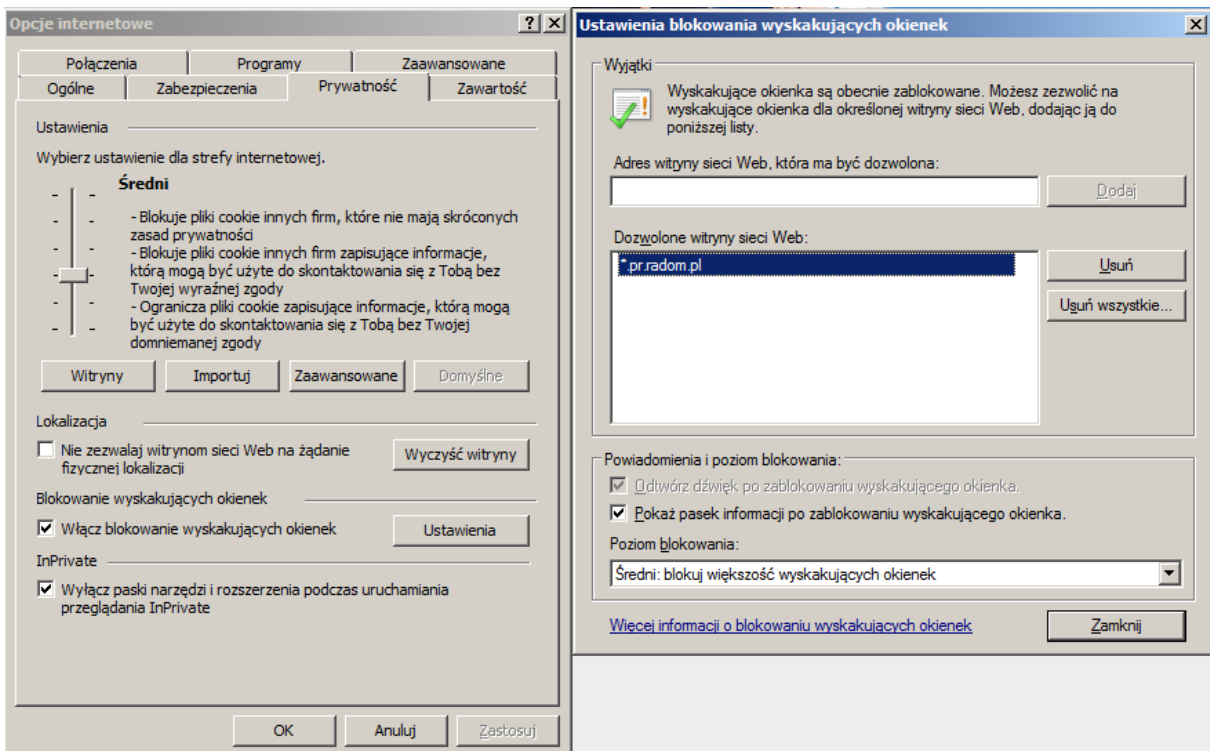 Opcje internetowe
Połączenia
Programy
Zaawansowane
Ogólne
Zabezpieczenia
Prywatność
Zawartość
Ustawienia
Wybierz ustawienie dla strefy internetowej.
Średni
- Blokuje pliki cookie innych firm, które nie mają skróconych
zasad prywatności
- Blokuje pliki cookie innych firm zapisujące informacje,
którą mogą być użyte do skontaktowania się z Tobą bez
Twojej wyraźnej zgody
- Ogranicza pliki cookie zapisujące informacje, którą mogą
być użyte do skontaktowania się z Tobą bez Twojej
domniemanej zgody
Witryny
Importuj
Zaawansowane
Domyślne
Lokalizacja
Nie zezwalaj witrynom sieci Web na żądanie
fizycznej lokalizacji
Wyczyść witryny
Blokowanie wyskakujących okienek
Włącz blokowanie wyskakujących okienek
Ustawienia
InPrivate
Wyłącz paski narzędzi i rozszerzenia podczas uruchamiania
przeglądania InPrivate
OK
Anuluj
Zastosuj
Ustawienia blokowania wyskakujących okienek
Wyjątki
Wyskakujące okienka są obecnie zablokowane. Możesz zezwolić na
wyskakujące okienka dla określonej witryny sieci Web, dodając ją do
poniższej listy.
Adres witryny sieci Web, która ma być dozwolona:
Dodaj
Dozwolone witryny sieci Web:
*.pr.radom.pl
Usuń
Usuń wszystkie...
Powiadomienia i poziom blokowania:
Odtwórz dźwięk po zablokowaniu wyskakującego okienka.
Pokaż pasek informacji po zablokowaniu wyskakującego okienka.
Poziom blokowania:
Średni: blokuj większość wyskakujących okienek
Więcej informacji o blokowaniu wyskakujących okienek
Zamknij